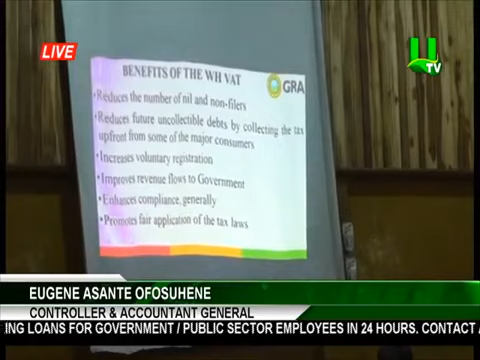 LIVE
U
TV
BENEFITS OF THE WH VAT
GRA
•Reduces the number of nil and non-filers
•Reduces future uncollectible debts by collecting the tax
upfront from some of the major consumers
•Increases voluntary registration
•Improves revenue flows to Government
•Enhances compliance, generally
•Promotes fair application of the tax laws
EUGENE ASANTE OFOSUHENE
CONTROLLER & ACCOUNTANT GENERAL
ING LOANS FOR GOVERNMENT / PUBLIC SECTOR EMPLOYEES IN 24 HOURS. CONTACT